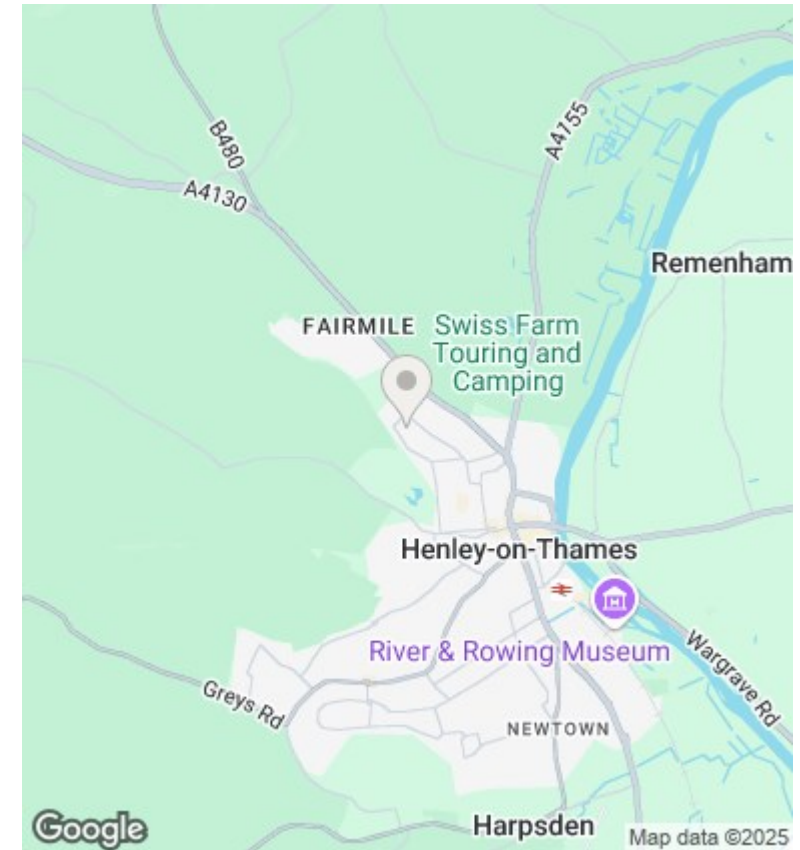 B480
A4155
A4130
Remenham
FAIRMILE
Swiss Farm
Touring and
Camping
Henley-on-Thames
River & Rowing Museum
Wargrave Rd
Greys Rd
NEWTOWN
Harpsden
Google
Map data ©2025